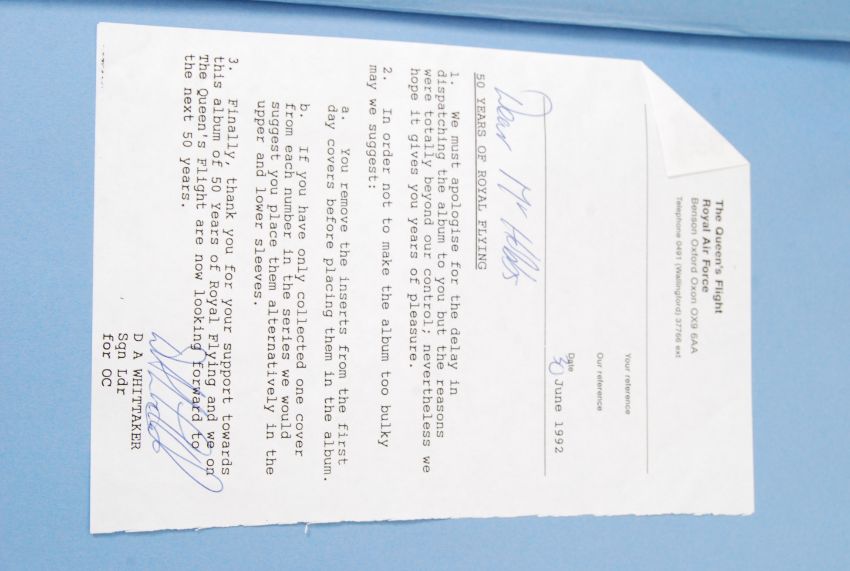 The Queen's Flight
Royal Air Force
Benson Oxford Oxon OX9 6AA
Telephone 0491 (Wallingford) 37766 ext
Your reference
Our reference
Date
30 June 1992
Dear Mr Hobbs
50 YEARS OF ROYAL FLYING
1. We must apologise for the delay in
dispatching the album to you but the reasons
were totally beyond our control; nevertheless we
hope it gives you years of pleasure.
2. In order not to make the album too bulky
may we suggest:
a. You remove the inserts from the first
day covers before placing them in the album.
b. If you have only collected one cover
from each number in the series we would
suggest you place them alternatively in the
upper and lower sleeves.
3. Finally, thank you for your support towards
this album of 50 Years of Royal Flying and we on
The Queen's Flight are now looking forward to
the next 50 years.
D A WHITTAKER
Sqn Ldr
for OC